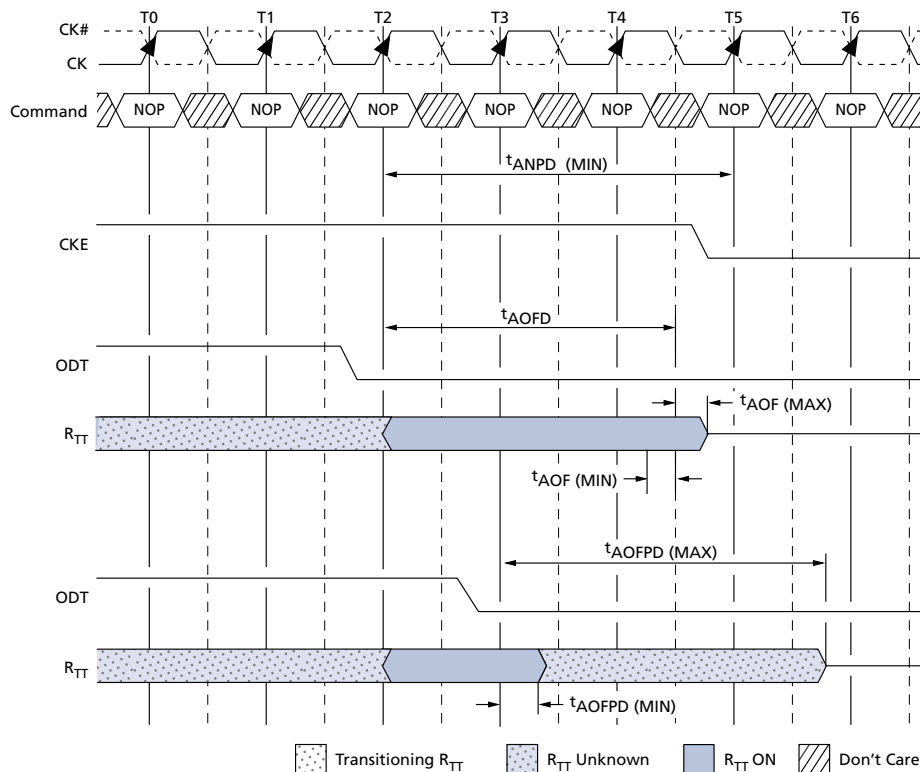 T0 T1 T2 T3 T4 T5 T6
CK#
CK
Command NOP NOP NOP NOP NOP NOP NOP
tANPD (MIN)
CKE
tAOFD
ODT
tAOF (MAX)
RTT
tAOF (MIN)
tAOFPD (MAX)
ODT
RTT
tAOFPD (MIN)
Transitioning RTT RTT Unknown RTT ON Don't Care